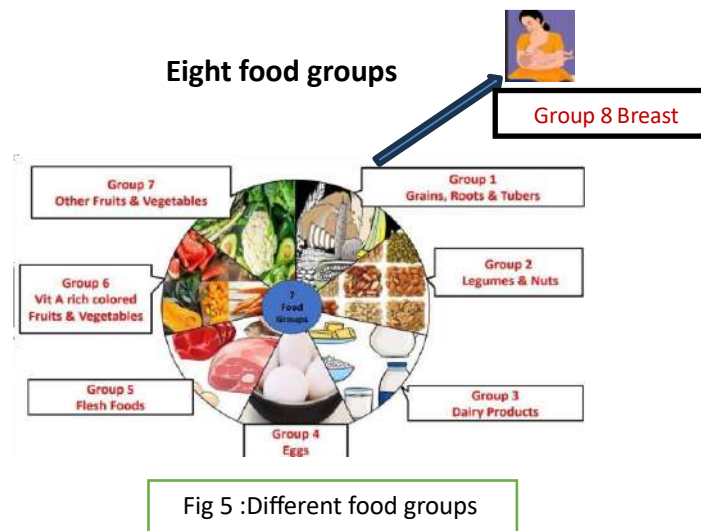 Eight food groups
Group 8 Breast
Group 7
Other Fruits & Vegetables
Group 1
Grains, Roots & Tubers
Group 6
Vit A rich colored
Fruits & Vegetables
Group 2
Legumes & Nuts
7
Food
Groups
Group 5
Flesh Foods
Group 3
Dairy Products
Group 4
Eggs
Fig 5 :Different food groups